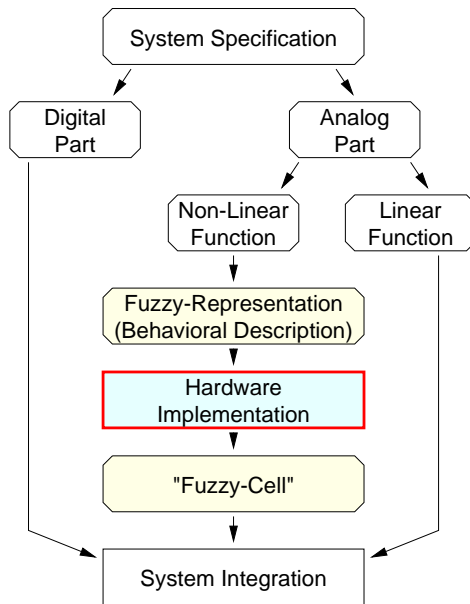 System Specification
Digital
Part
Analog
Part
Non-Linear
Function
Linear
Function
Fuzzy-Representation
(Behavioral Description)
Hardware
Implementation
"Fuzzy-Cell"
System Integration